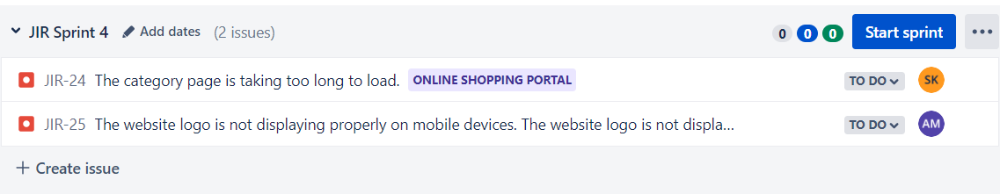 JIR Sprint 4 Add dates (2 issues) 0 0 0 Start sprint
JIR-24 The category page is taking too long to load. ONLINE SHOPPING PORTAL TO DO SK
JIR-25 The website logo is not displaying properly on mobile devices. The website logo is not displa... TO DO AM
+ Create issue